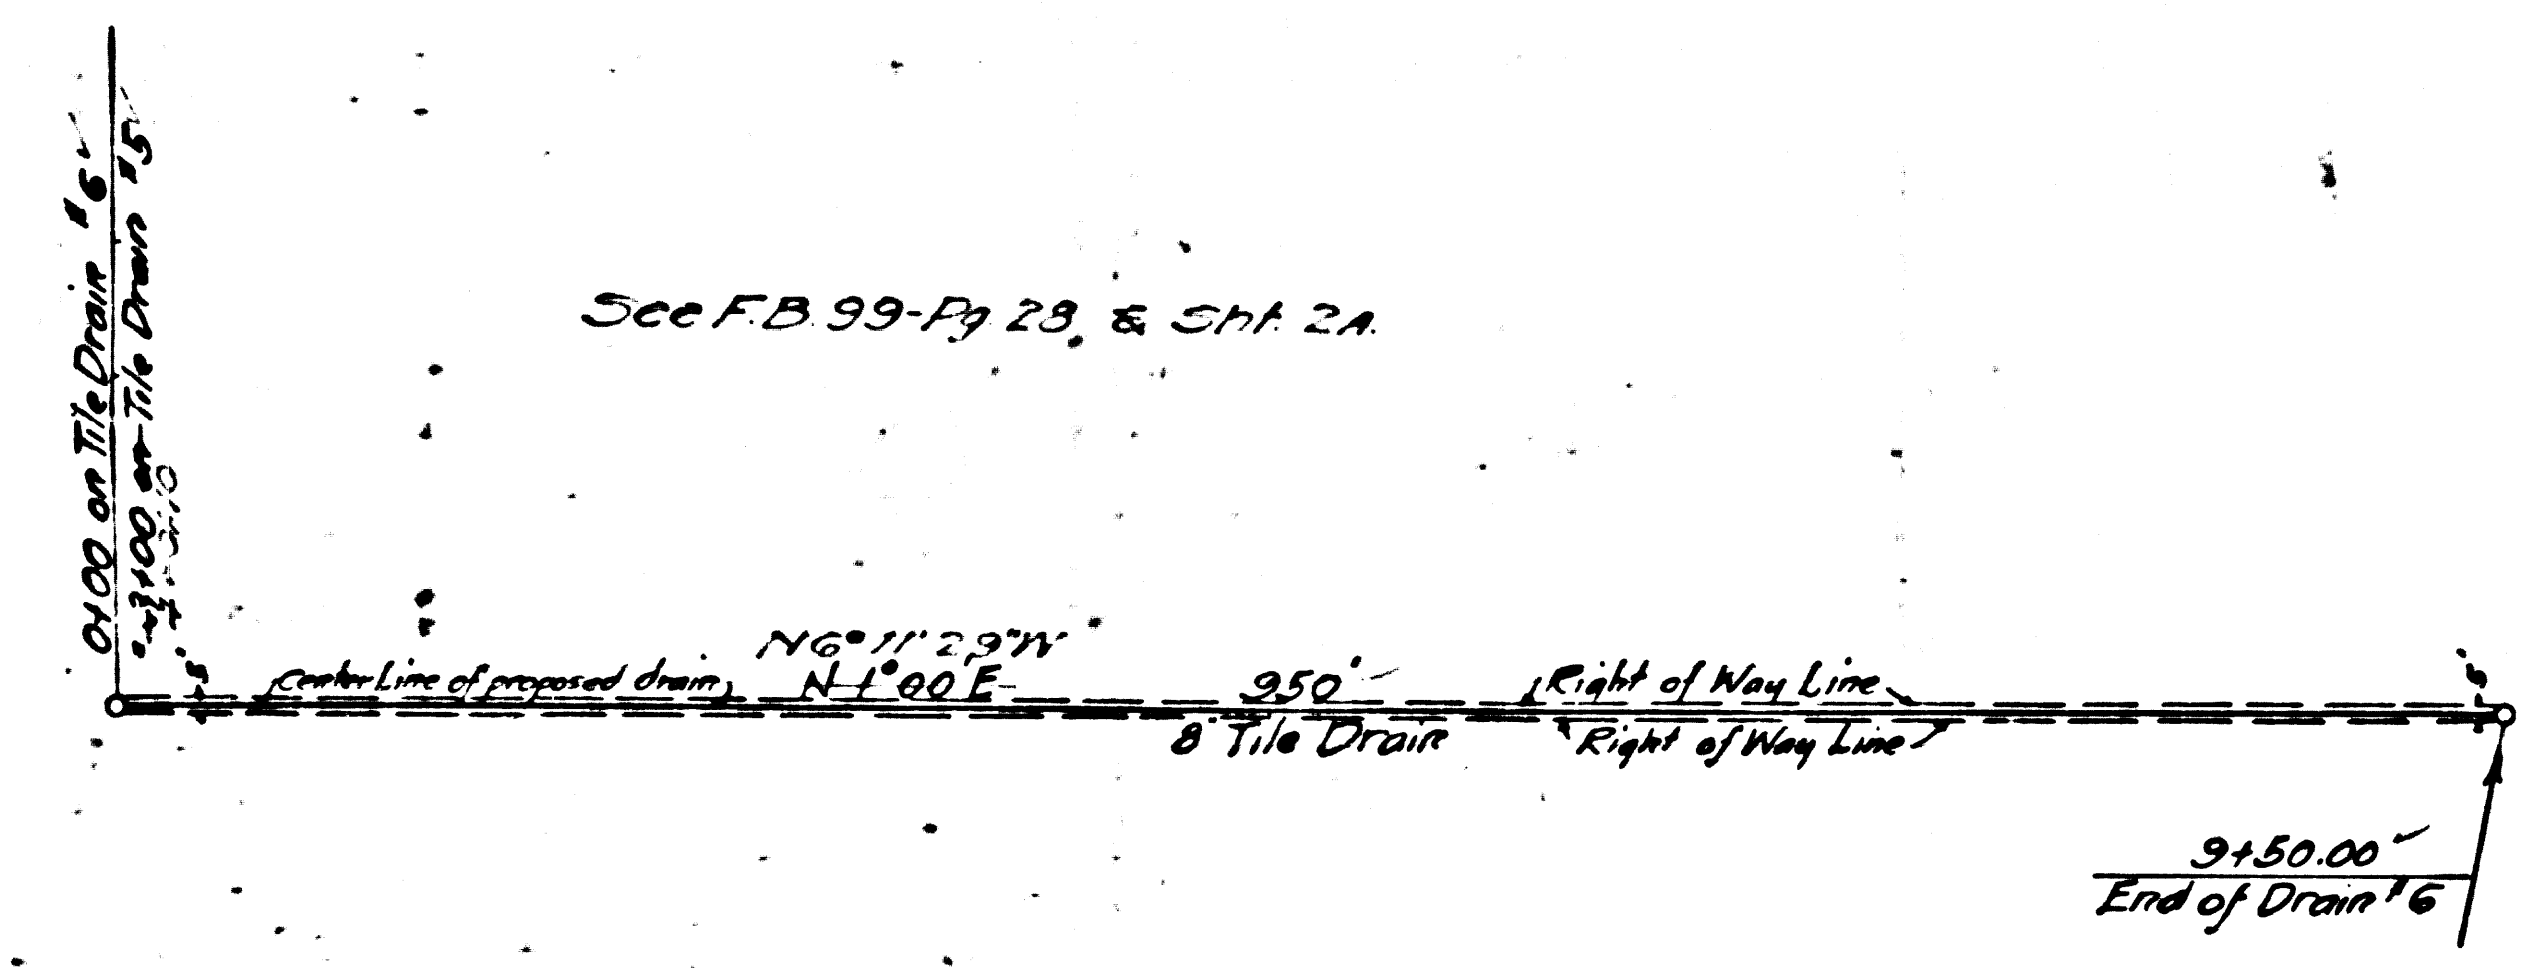 0+00 on Tile Drain #6
3+00 on Tile Drain #5
See F.B. 99-Pg. 28, & Sht. 2A.
N6°11'29"W
Center Line of proposed drain
N 1°00'E
950'
Right of Way Line
8" Tile Drain
Right of Way Line
9+50.00
End of Drain #6